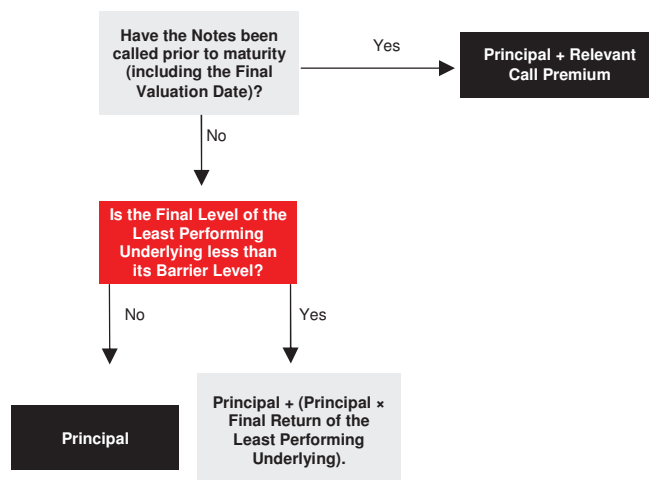 Have the Notes been
called prior to maturity
(including the Final
Valuation Date)?
Yes
Principal + Relevant
Call Premium
No
Is the Final Level of the
Least Performing
Underlying less than
its Barrier Level?
No
Yes
Principal
Principal + (Principal ×
Final Return of the
Least Performing
Underlying).